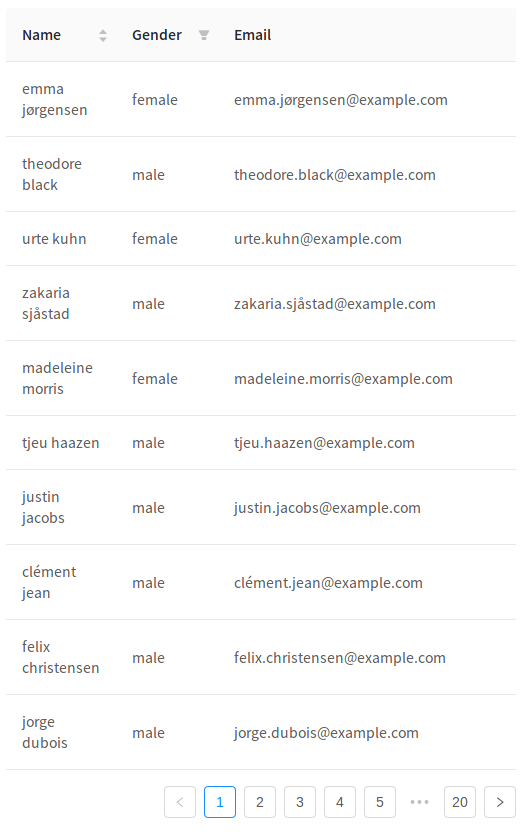 Name Gender Email
emma
jørgensen
female
emma.jørgensen@example.com
theodore
black
male
theodore.black@example.com
urte kuhn female urte.kuhn@example.com
zakaria
sjåstad
male
zakaria.sjåstad@example.com
madeleine
morris
female
madeleine.morris@example.com
tjeu haazen male tjeu.haazen@example.com
justin
jacobs
male
justin.jacobs@example.com
clément
jean
male
clément.jean@example.com
felix
christensen
male
felix.christensen@example.com
jorge
dubois
male
jorge.dubois@example.com
1 2 3 4 5 ••• 20